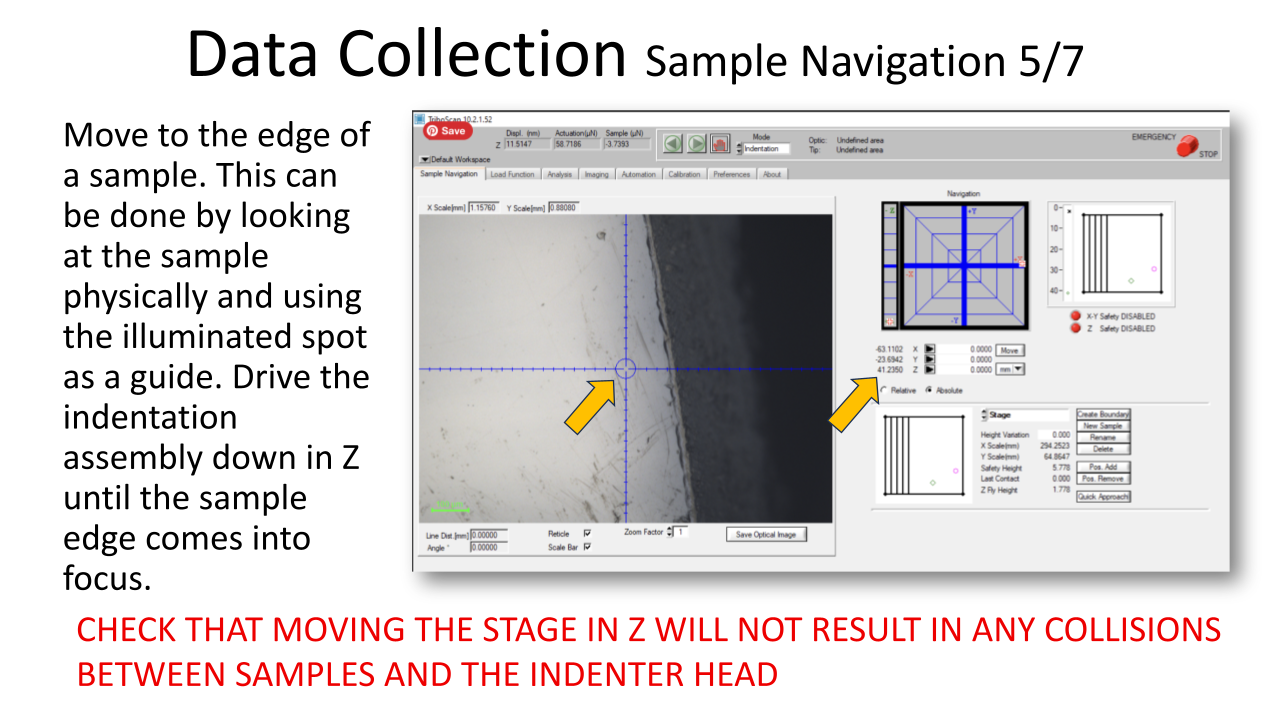 Data Collection Sample Navigation 5/7
Move to the edge of
a sample. This can
be done by looking
at the sample
physically and using
the illuminated spot
as a guide. Drive the
indentation
assembly down in Z
until the sample
edge comes into
focus.
TriboScan 10.2.1.52
Save
Displ. (nm) Actuation(µN) Sample (µN)
Z 11.5147 58.7186 -3.7393
Mode
Indentation
Optic: Undefined area
Tip: Undefined area
EMERGENCY
STOP
Default Workspace
Sample Navigation Load Function Analysis Imaging Automation Calibration Preferences About
X Scale[mm] 1.15760 Y Scale[mm] 0.88080
Navigation
-Z
+Y
-X
-Y
0
10
20
30
40
X-Y Safety DISABLED
Z Safety DISABLED
-63.1102 X 0.0000 Move
-23.6942 Y 0.0000
41.2350 Z 0.0000 mm
Relative Absolute
Stage
Height Variation 0.000
X Scale(mm) 294.2523
Y Scale(mm) 64.8647
Safety Height 5.778
Last Contact 0.000
Z Fly Height 1.778
Create Boundary
New Sample
Rename
Delete
Pos. Add
Pos. Remove
Quick Approach
Line Dist.[mm] 0.00000 Reticle Zoom Factor 1 Save Optical Image
Angle ° 0.00000 Scale Bar
CHECK THAT MOVING THE STAGE IN Z WILL NOT RESULT IN ANY COLLISIONS
BETWEEN SAMPLES AND THE INDENTER HEAD